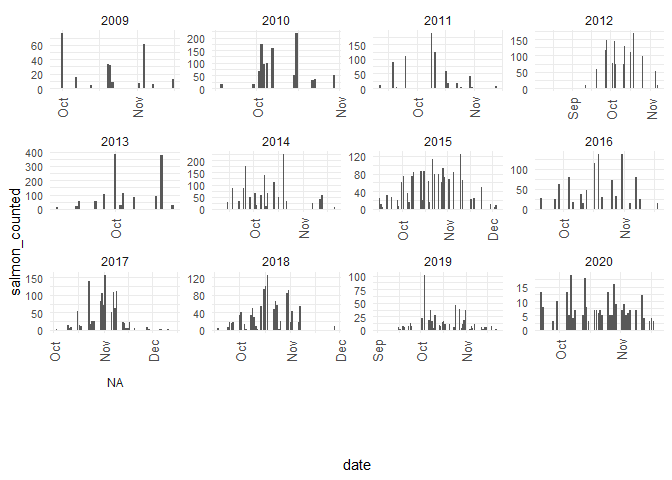 2009 2010 2011 2012
60 40 20 0 200 150 100 50 0 150 100 50 0 150 100 50 0
Oct Nov Oct Nov Oct Nov Sep Oct Nov
2013 2014 2015 2016
400 300 200 100 0 200 150 100 50 0 120 80 40 0 100 50 0
Oct Oct Nov Oct Nov Dec Oct Nov
2017 2018 2019 2020
150 100 50 0 120 80 40 0 100 75 50 25 0 15 10 5 0
Oct Nov Dec Oct Nov Dec Sep Oct Nov Oct Nov
NA
salmon_counted
date